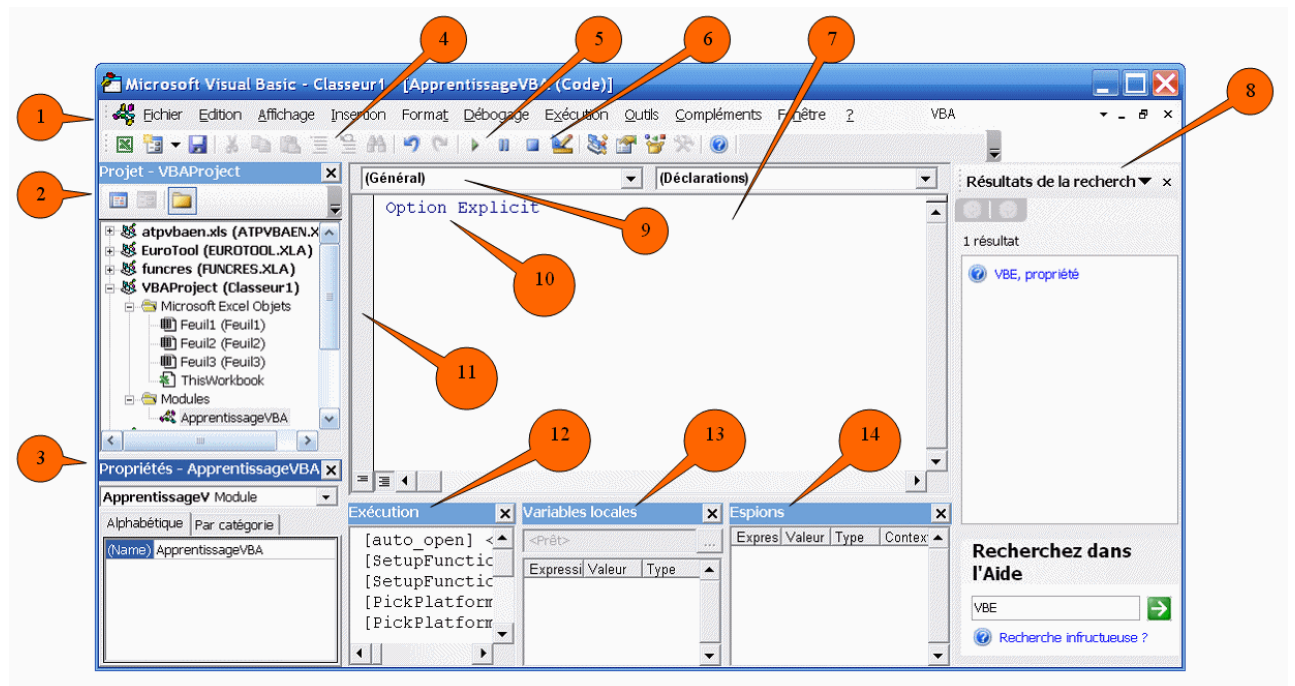 4
5
6
7
8
1
2
3
9
10
11
12
13
14
Microsoft Visual Basic - Classeur1 - [ApprentissageVBA (Code)]
Fichier Edition Affichage Insertion Format Débogage Exécution Outils Compléments Fenêtre ? VBA
Projet - VBAProject
atpvbaen.xls (ATPVBAEN.X
EuroTool (EUROTOOL.XLA)
funcres (FUNCRES.XLA)
VBAProject (Classeur1)
Microsoft Excel Objets
Feuil1 (Feuil1)
Feuil2 (Feuil2)
Feuil3 (Feuil3)
ThisWorkbook
Modules
ApprentissageVBA
Propriétés - ApprentissageVBA
ApprentissageV Module
Alphabétique Par catégorie
(Name) ApprentissageVBA
(Général) (Déclarations)
Option Explicit
Exécution
[auto_open] <
[SetupFunctic
[SetupFunctic
[PickPlatform
[PickPlatform
Variables locales
<Prêt> ...
Expressi Valeur Type
Espions
Expres Valeur Type Contex
Résultats de la recherch
1 résultat
VBE, propriété
Recherchez dans
l'Aide
VBE
Recherche infructueuse ?